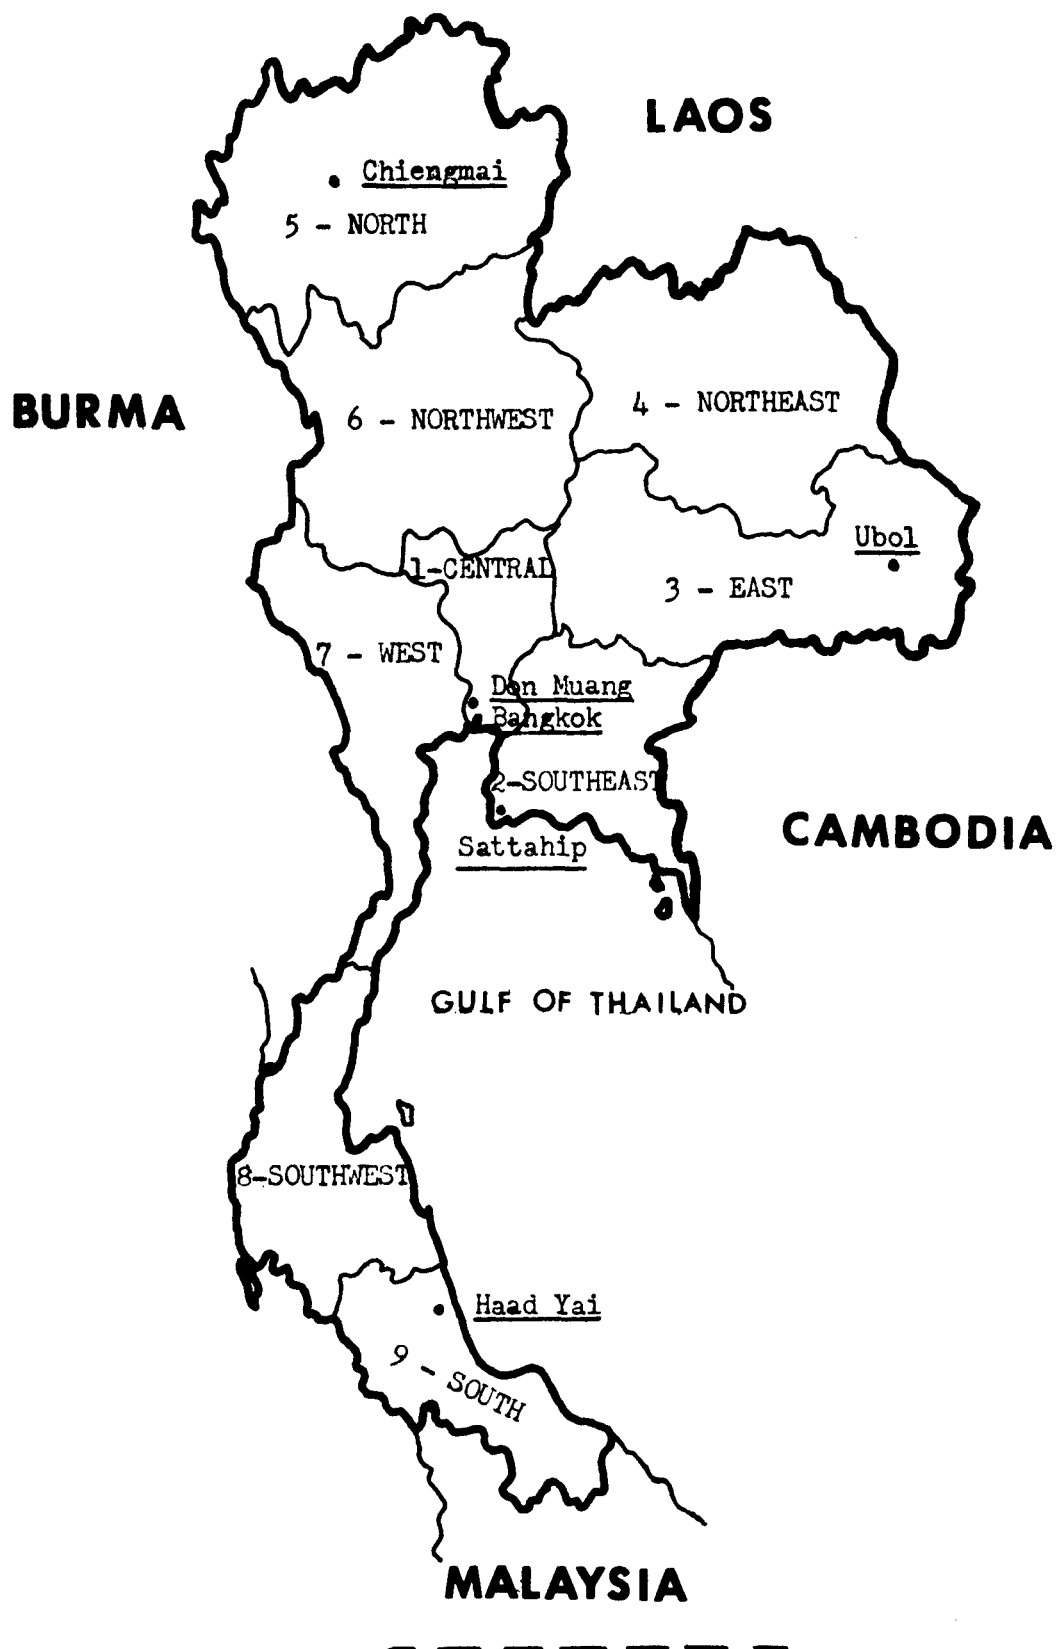 LAOS
Chiengmai
5 - NORTH
BURMA
6 - NORTHWEST
4 - NORTHEAST
Ubol
1-CENTRAL
3 - EAST
7 - WEST
Don Muang
Bangkok
2-SOUTHEAST
CAMBODIA
Sattahip
GULF OF THAILAND
8-SOUTHWEST
Haad Yai
9 - SOUTH
MALAYSIA